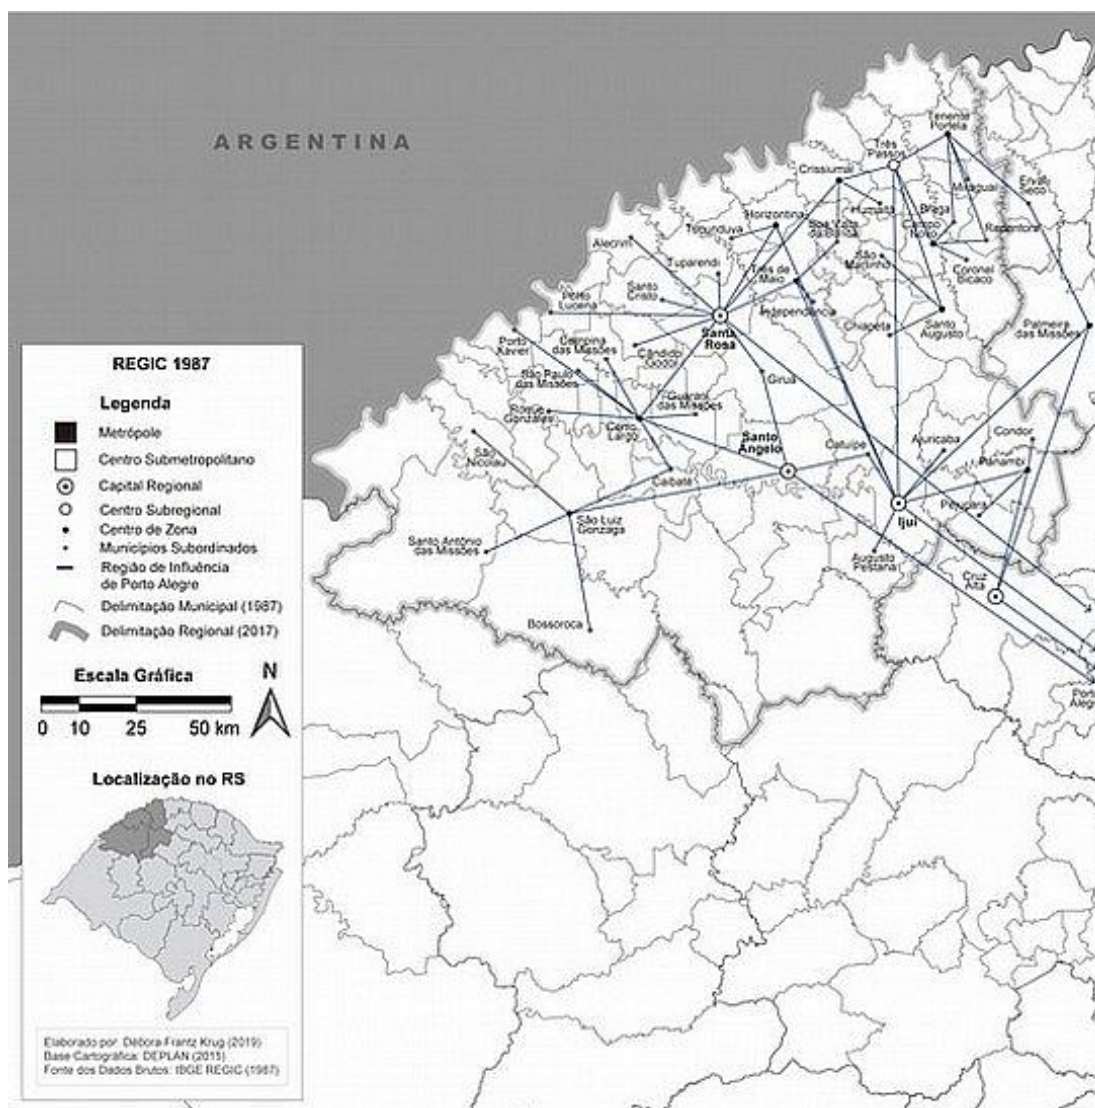 ARGENTINA
Tenente
Portela
Três
Passos
Crissiumal
Miraguaí
Erval
Seco
Humaitá
Braga
Horizontina
Boa Vista
do Buricá
Campo
Novo
Redentora
Tucunduva
Alecrim
Tuparendi
Três de
Maio
São
Martinho
Coronel
Bicaco
Santo
Cristo
Porto
Lucena
Independência
Chiapeta
Santo
Augusto
Palmeira
das Missões
Santa
Rosa
Porto
Xavier
Campina
das Missões
Cândido
Godói
São Paulo
das Missões
Giruá
Guarani
das Missões
Roque
Gonzales
Cerro
Largo
Santo
Ângelo
Catuípe
Ajuricaba
Condor
Panambi
São
Nicolau
Caibaté
Pejuçara
Ijuí
São Luiz
Gonzaga
Santo Antônio
das Missões
Augusto
Pestana
Cruz
Alta
Bossoroca
Porto
REGIC 1987
Legenda
Metrópole
Centro Submetropolitano
Capital Regional
Centro Subregional
Centro de Zona
Municípios Subordinados
Região de Influência
de Porto Alegre
Delimitação Municipal (1987)
Delimitação Regional (2017)
Escala Gráfica
N
0 10 25 50 km
Localização no RS
Elaborado por: Débora Frantz Krug (2019)
Base Cartográfica: DEPLAN (2015)
Fonte dos Dados Brutos: IBGE REGIC (1987)